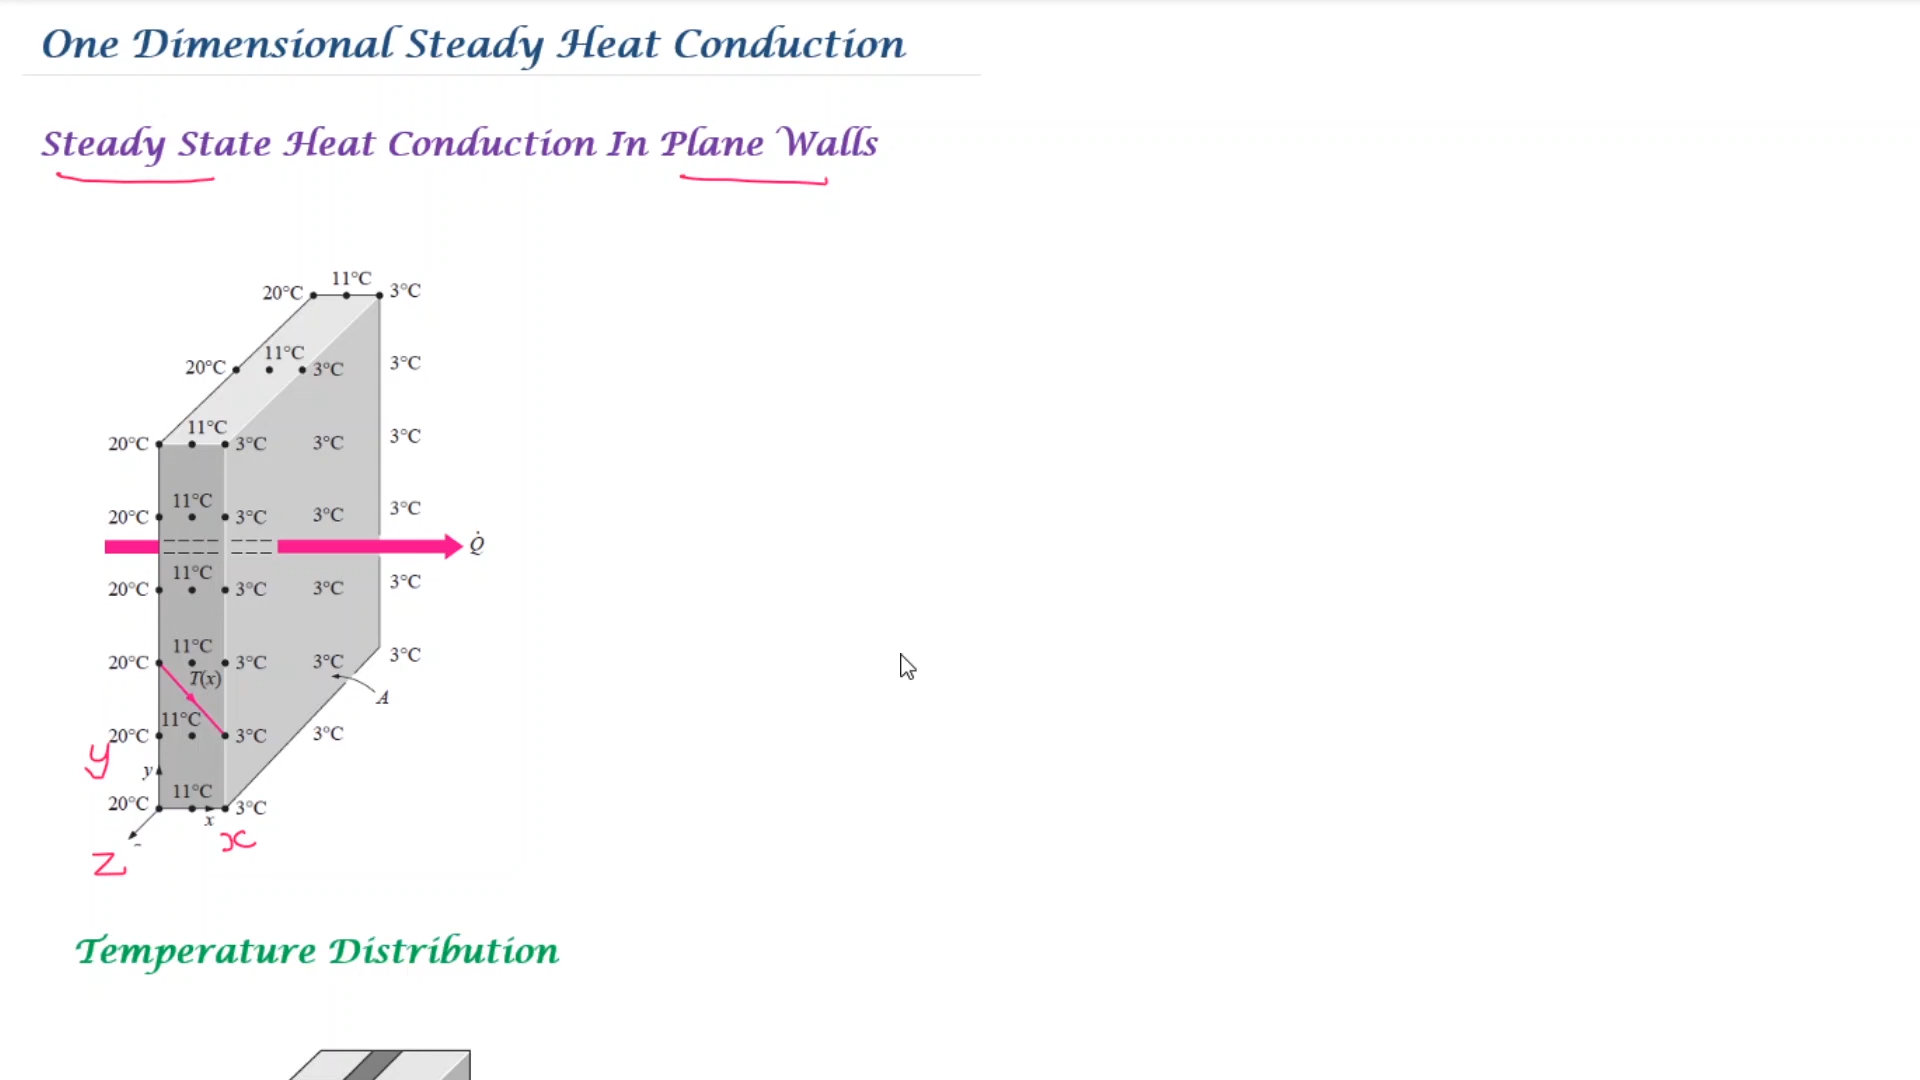 One Dimensional Steady Heat Conduction
Steady State Heat Conduction In Plane Walls
11°C
20°C 3°C
11°C
20°C 3°C 3°C
11°C
20°C 3°C 3°C 3°C
11°C
20°C 3°C 3°C 3°C
Q̇
11°C
20°C 3°C 3°C 3°C
11°C
20°C 3°C 3°C 3°C
T(x)
A
11°C
20°C 3°C 3°C
y
y
11°C
20°C 3°C
x
x
z
Temperature Distribution